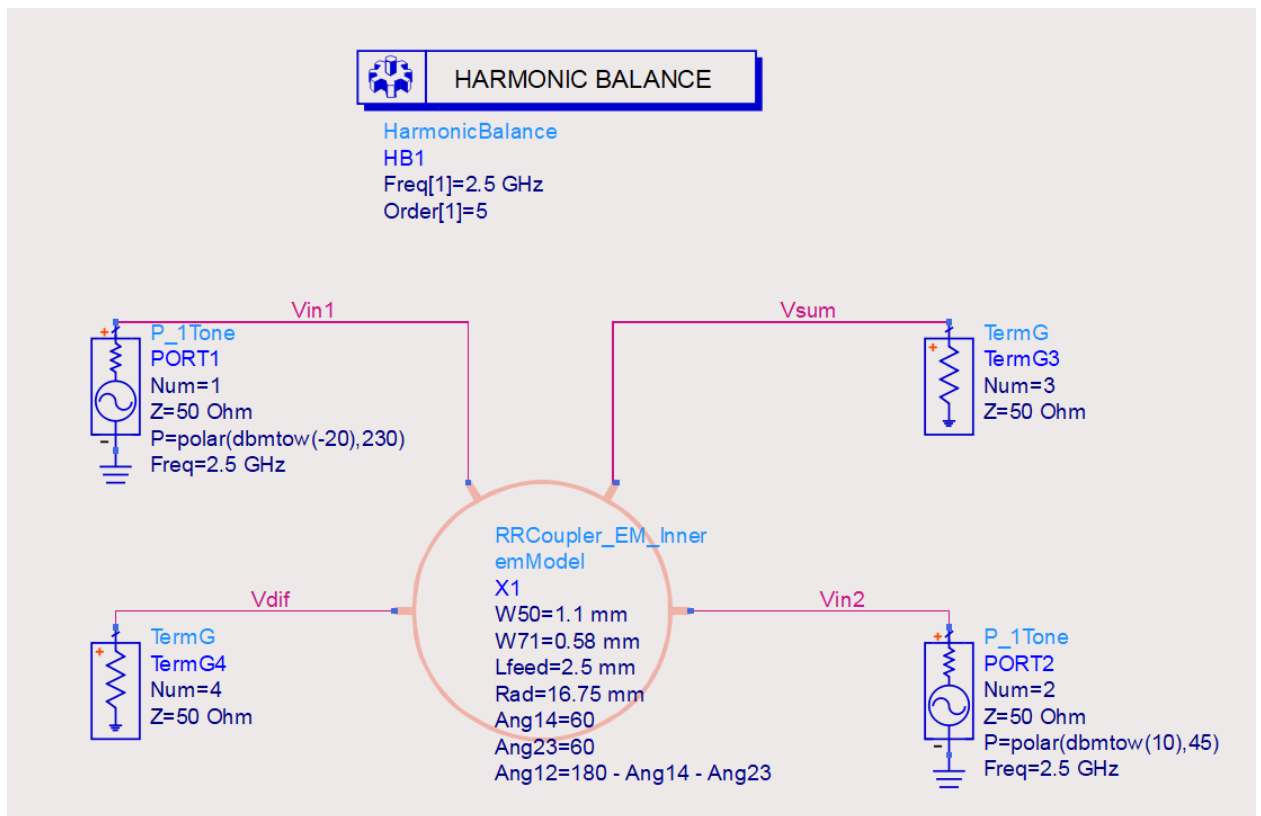 HARMONIC BALANCE
HarmonicBalance
HB1
Freq[1]=2.5 GHz
Order[1]=5
Vin1
Vsum
P_1Tone
PORT1
Num=1
Z=50 Ohm
P=polar(dbmtow(-20),230)
Freq=2.5 GHz
TermG
TermG3
Num=3
Z=50 Ohm
RRCoupler_EM_Inner
emModel
X1
W50=1.1 mm
W71=0.58 mm
Lfeed=2.5 mm
Rad=16.75 mm
Ang14=60
Ang23=60
Ang12=180 - Ang14 - Ang23
Vdif
TermG
TermG4
Num=4
Z=50 Ohm
Vin2
P_1Tone
PORT2
Num=2
Z=50 Ohm
P=polar(dbmtow(10),45)
Freq=2.5 GHz